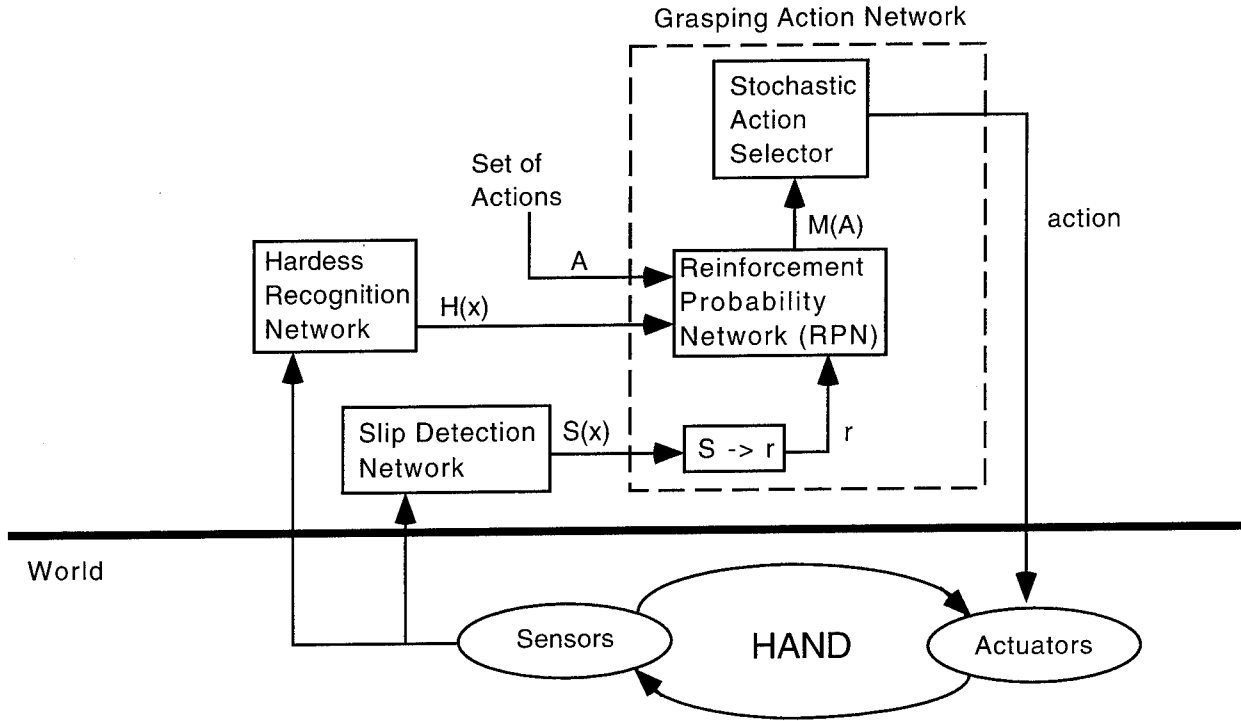 Grasping Action Network
Stochastic
Action
Selector
Set of
Actions
M(A)
action
A
Hardess
Recognition
Network
H(x)
Reinforcement
Probability
Network (RPN)
Slip Detection
Network
S(x)
S -> r
r
World
Sensors
HAND
Actuators